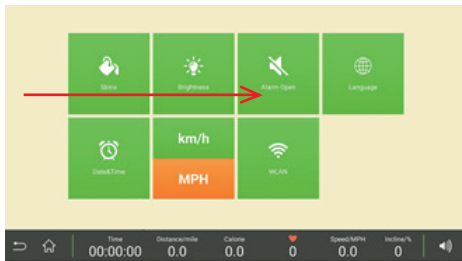 Skins
Brightness
Alarm Open
Language
Date&Time
km/h
MPH
WLAN
Time
00:00:00
Distance/mile
0.0
Calorie
0.0
0
Speed/MPH
0.0
Incline/%
0